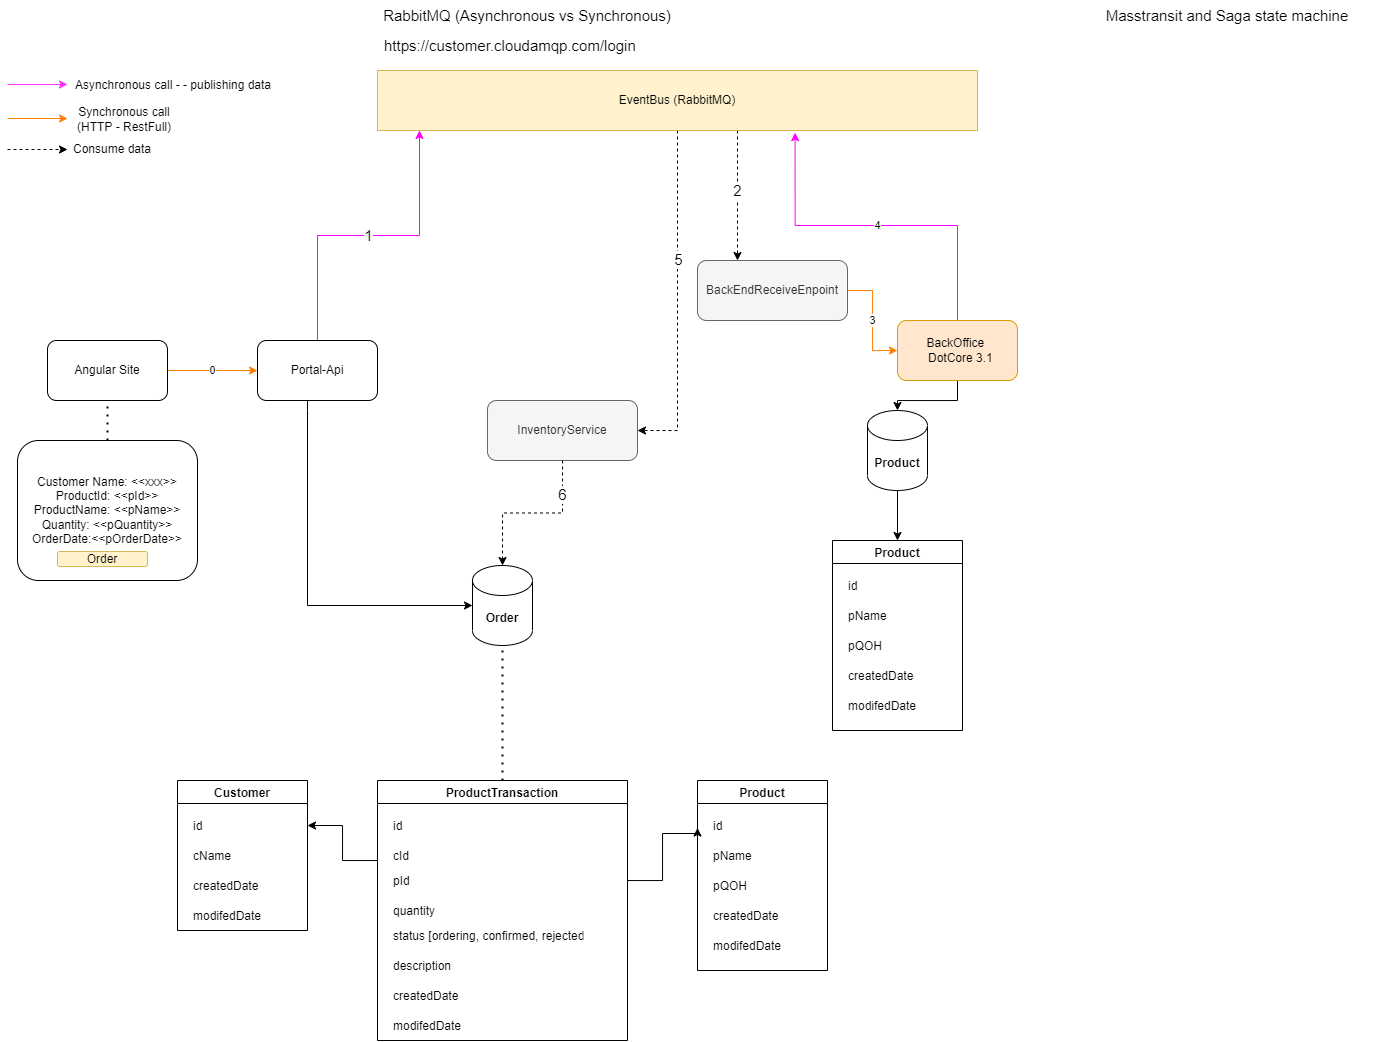 RabbitMQ (Asynchronous vs Synchronous)
Masstransit and Saga state machine
https://customer.cloudamqp.com/login
Asynchronous call - - publishing data
Synchronous call
(HTTP - RestFull)
Consume data
EventBus (RabbitMQ)
1
2
4
5
BackEndReceiveEnpoint
3
BackOffice
DotCore 3.1
Angular Site
0
Portal-Api
InventoryService
Product
6
Customer Name: <<xxx>>
ProductId: <<pId>>
ProductName: <<pName>>
Quantity: <<pQuantity>>
OrderDate:<<pOrderDate>>
Order
Order
Product
id
pName
pQOH
createdDate
modifedDate
Customer
id
cName
createdDate
modifedDate
ProductTransaction
id
cId
pId
quantity
status [ordering, confirmed, rejected
description
createdDate
modifedDate
Product
id
pName
pQOH
createdDate
modifedDate